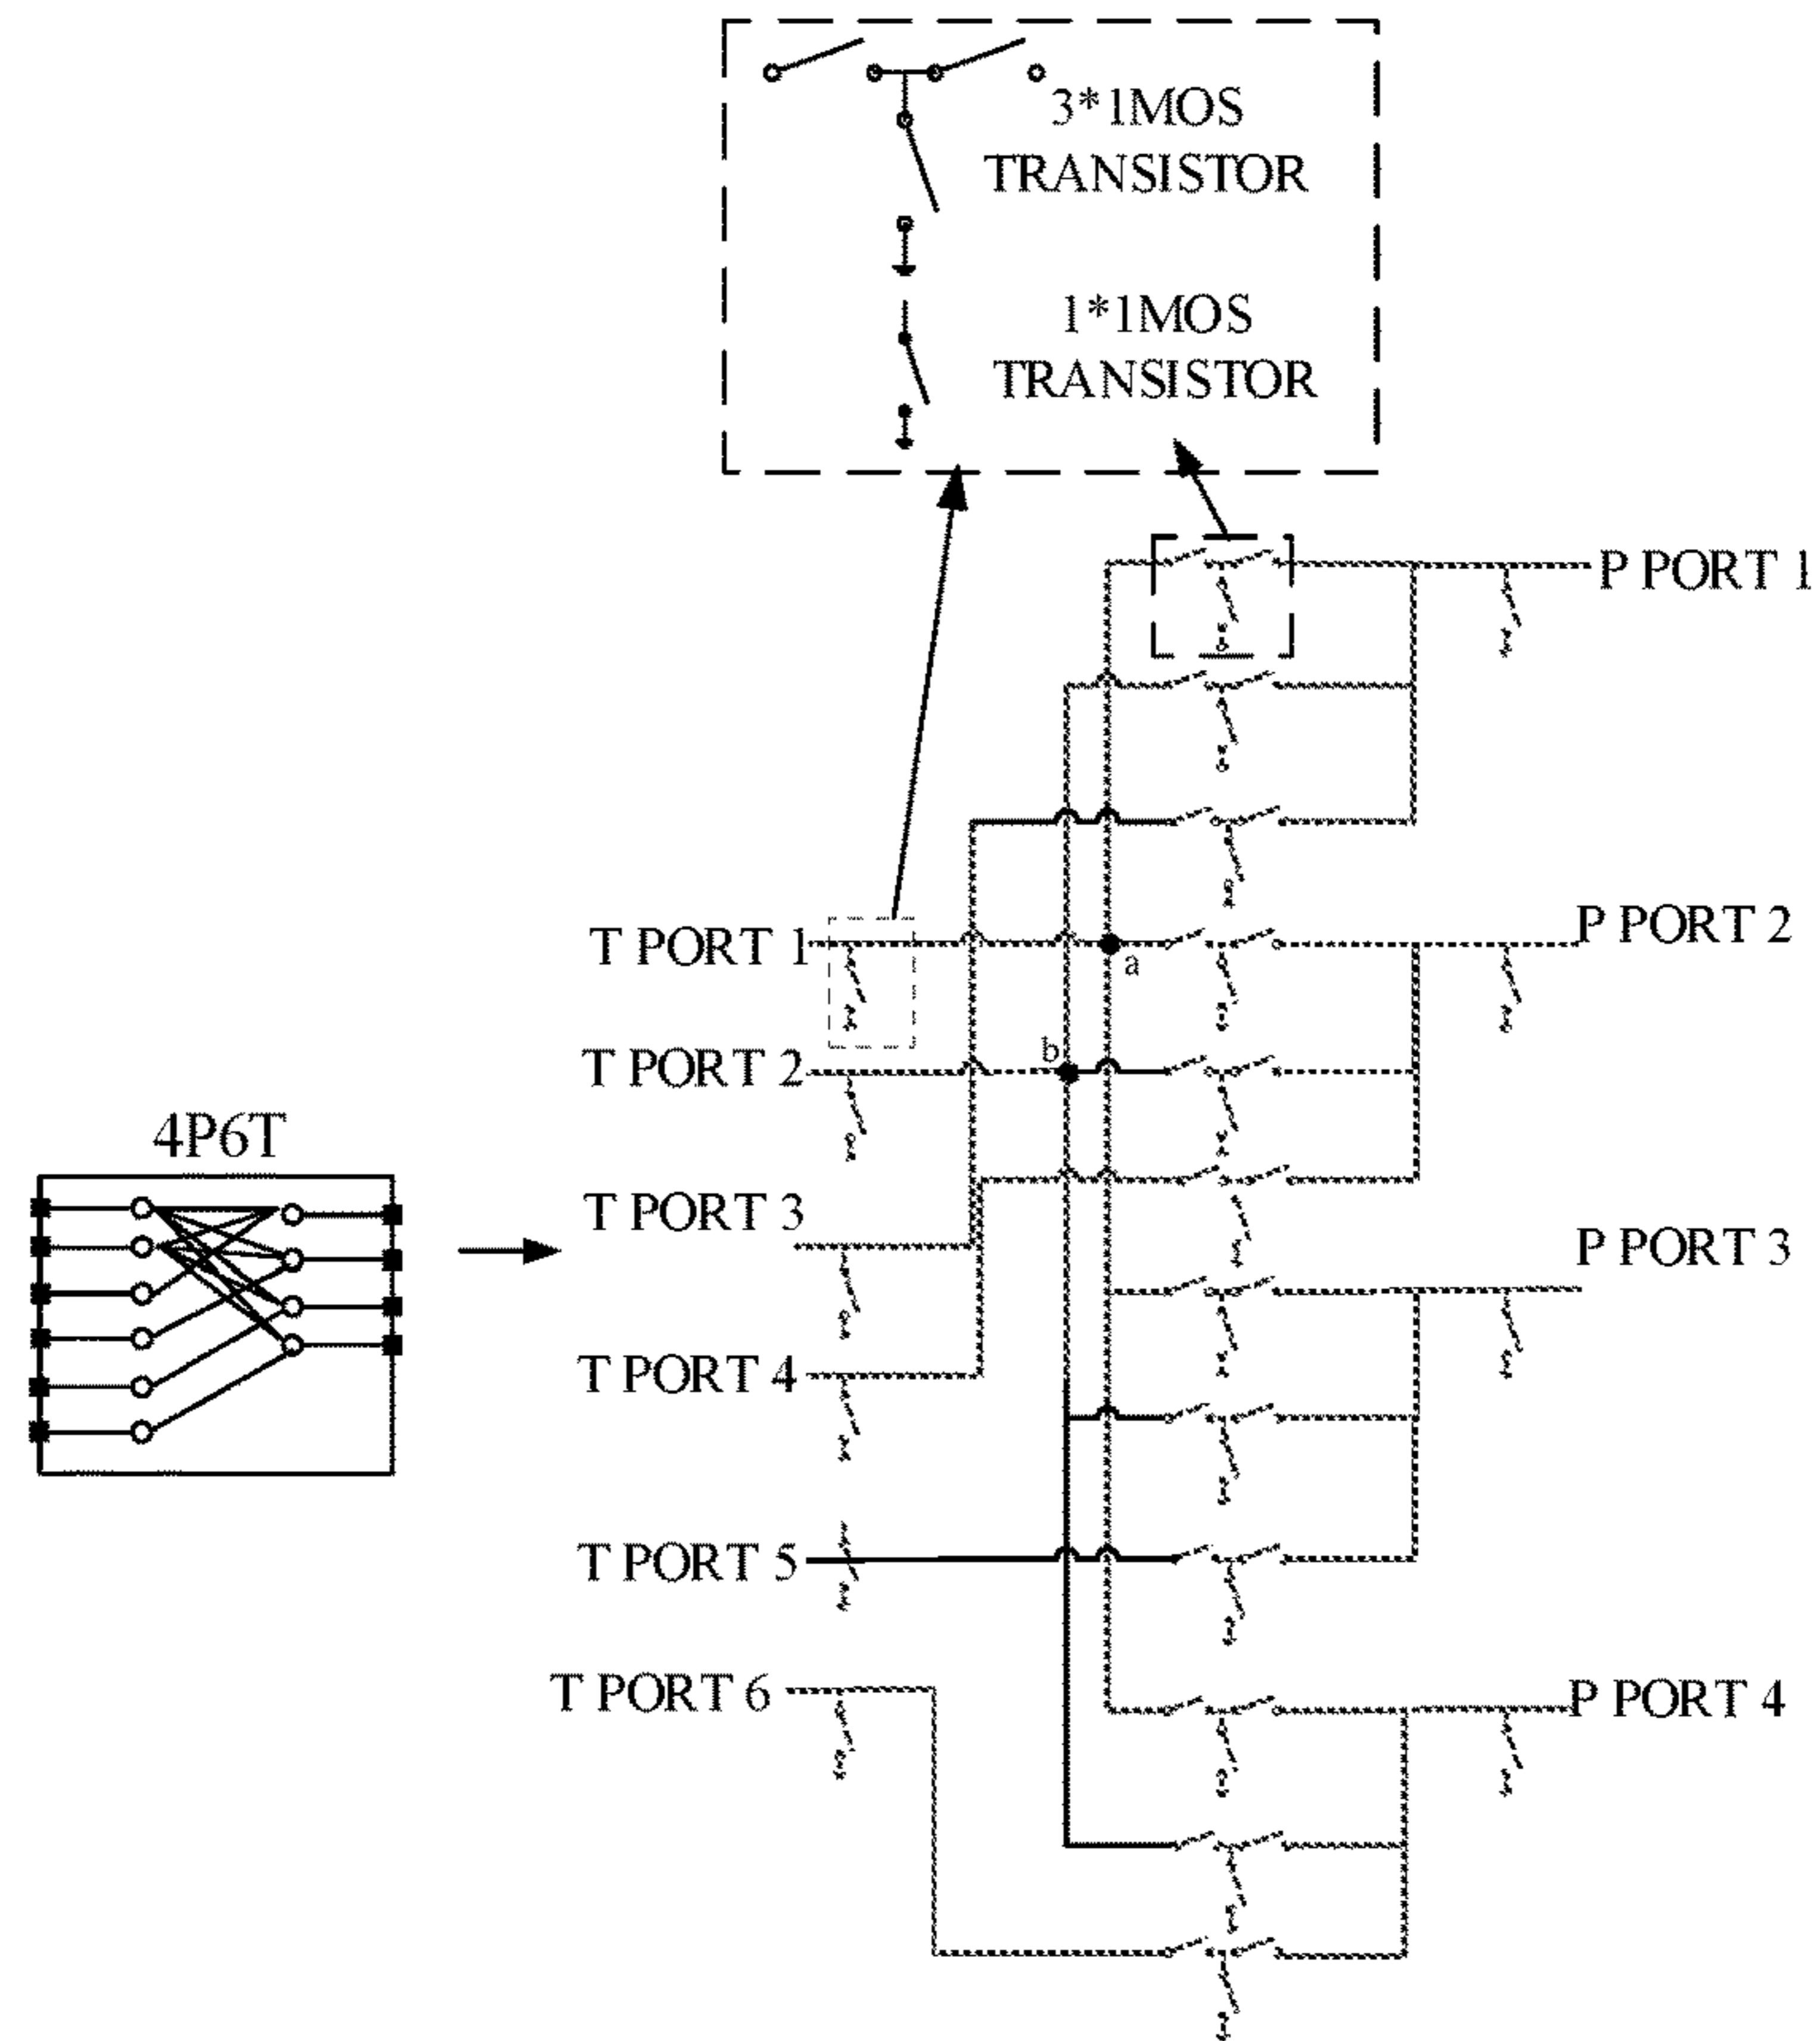 3*1MOS
TRANSISTOR
1*1MOS
TRANSISTOR
P PORT 1
T PORT 1
a
P PORT 2
b
T PORT 2
4P6T
T PORT 3
P PORT 3
T PORT 4
T PORT 5
T PORT 6
P PORT 4